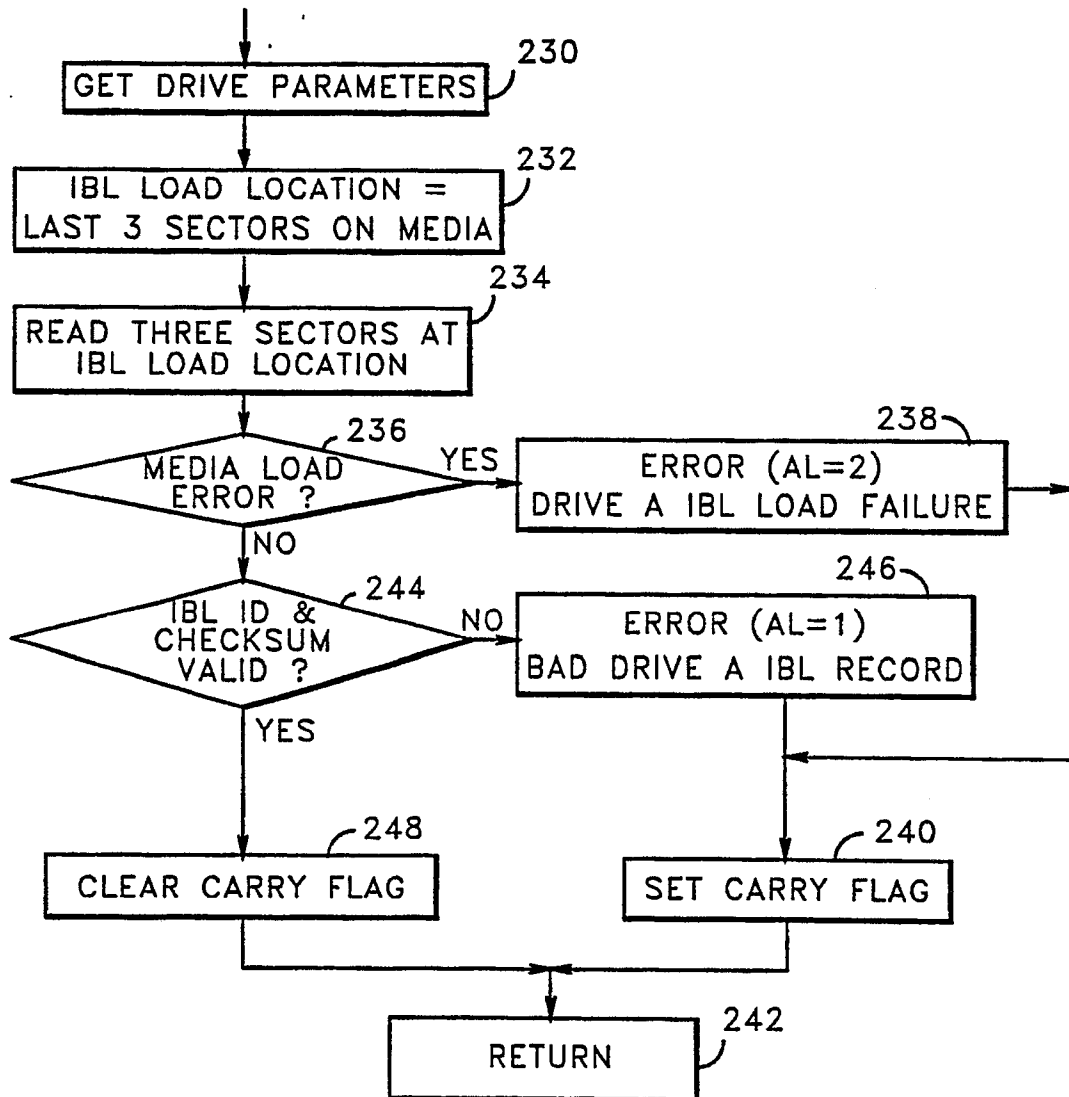 230
GET DRIVE PARAMETERS
232
IBL LOAD LOCATION =
LAST 3 SECTORS ON MEDIA
234
READ THREE SECTORS AT
IBL LOAD LOCATION
236
MEDIA LOAD
ERROR ?
YES
238
ERROR (AL=2)
DRIVE A IBL LOAD FAILURE
NO
244
IBL ID &
CHECKSUM
VALID ?
NO
246
ERROR (AL=1)
BAD DRIVE A IBL RECORD
YES
248
CLEAR CARRY FLAG
240
SET CARRY FLAG
242
RETURN